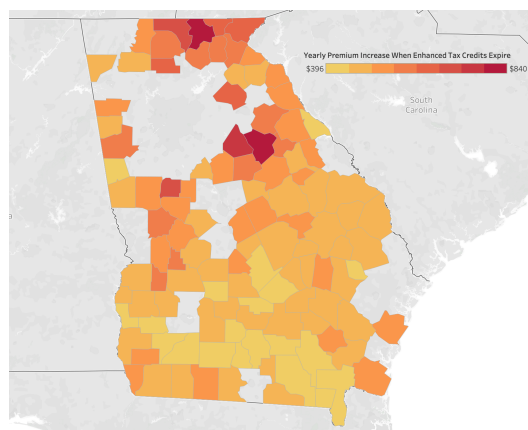 Yearly Premium Increase When Enhanced Tax Credits Expire
$396 $840
South
Carolina
a